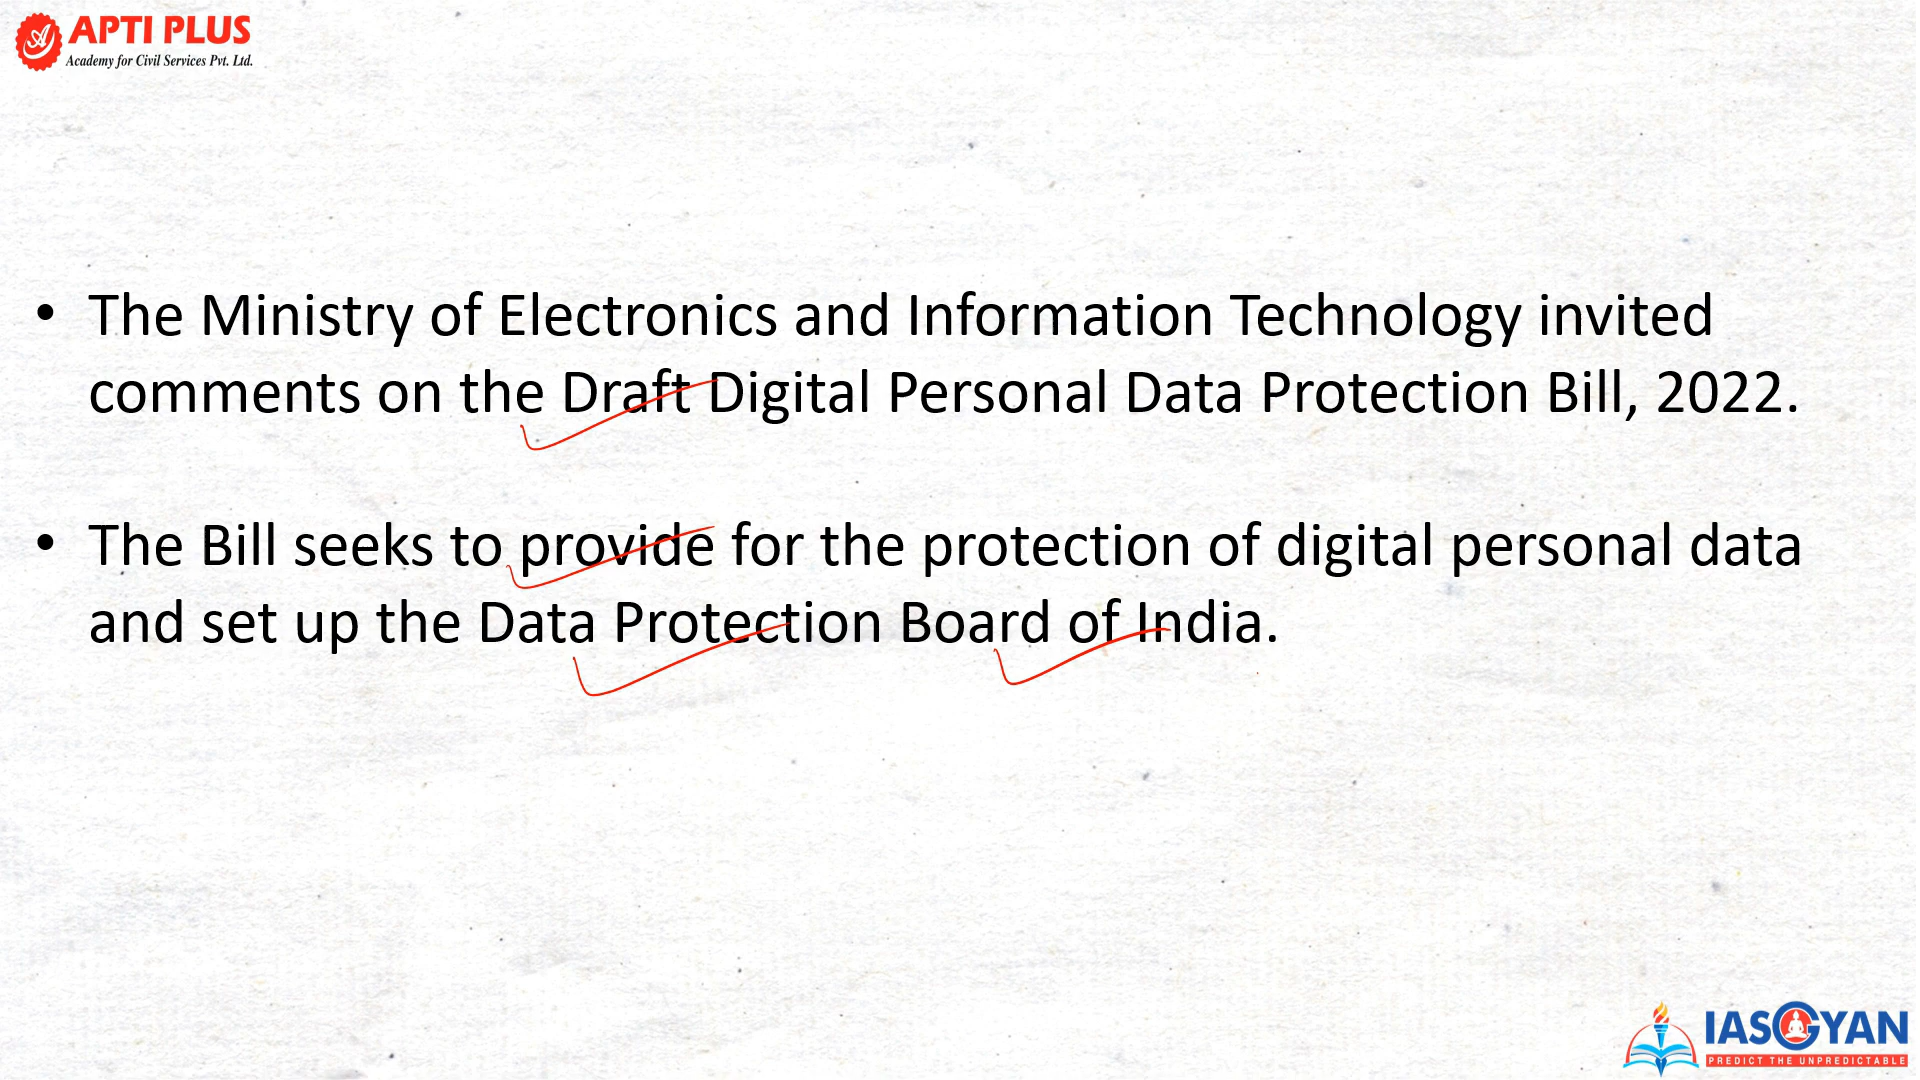 APTI PLUS
Academy for Civil Services Pvt. Ltd.
• The Ministry of Electronics and Information Technology invited
comments on the Draft Digital Personal Data Protection Bill, 2022.
• The Bill seeks to provide for the protection of digital personal data
and set up the Data Protection Board of India.
IASGYAN
PREDICT THE UNPREDICTABLE